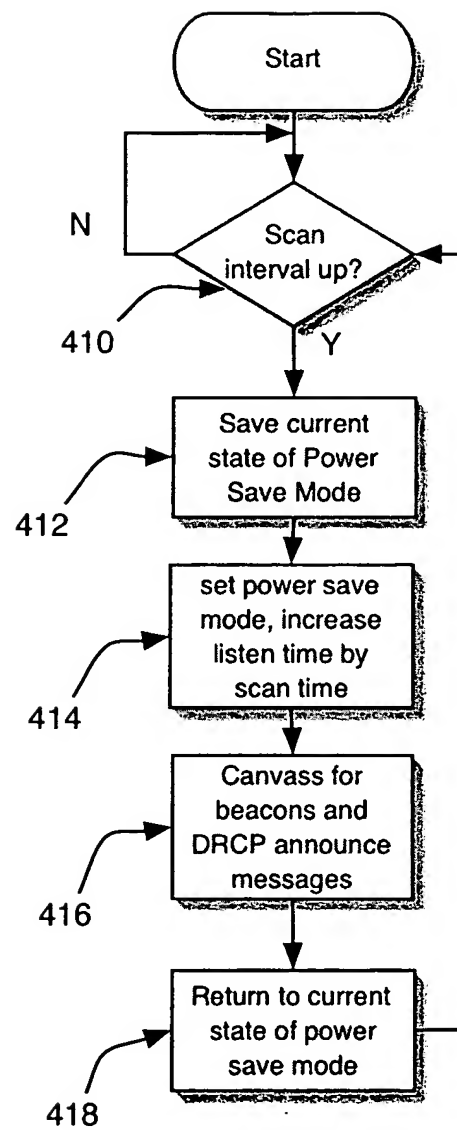 Start
N
Scan
interval up?
410
Y
Save current
state of Power
Save Mode
412
set power save
mode, increase
listen time by
scan time
414
Canvass for
beacons and
DRCP announce
messages
416
Return to current
state of power
save mode
418